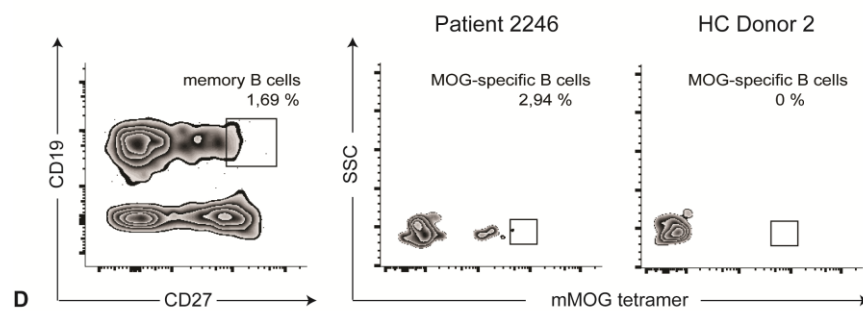 Patient 2246
HC Donor 2
memory B cells
1,69 %
MOG-specific B cells
2,94 %
MOG-specific B cells
0 %
CD19
SSC
D
CD27
mMOG tetramer